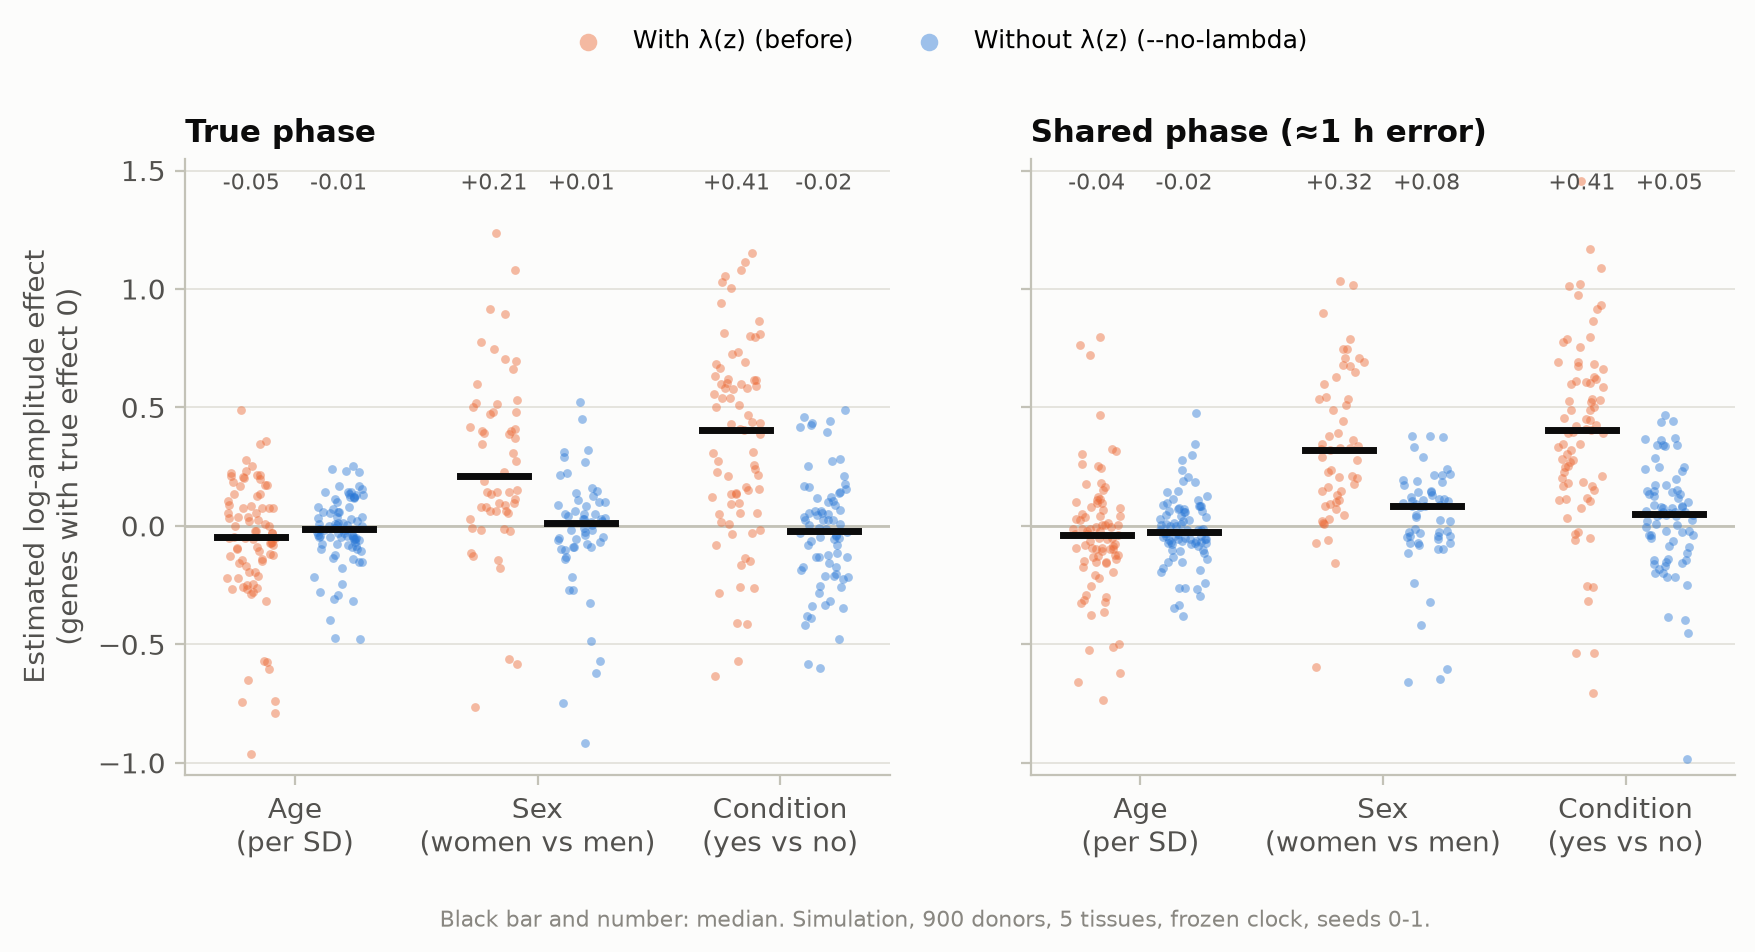 With λ(z) (before)
Without λ(z) (--no-lambda)
True phase
Shared phase (≈1 h error)
Estimated log-amplitude effect
(genes with true effect 0)
1.5
1.0
0.5
0.0
−0.5
−1.0
-0.05 -0.01 +0.21 +0.01 +0.41 -0.02
-0.04 -0.02 +0.32 +0.08 +0.41 +0.05
Age
(per SD)
Sex
(women vs men)
Condition
(yes vs no)
Age
(per SD)
Sex
(women vs men)
Condition
(yes vs no)
Black bar and number: median. Simulation, 900 donors, 5 tissues, frozen clock, seeds 0-1.